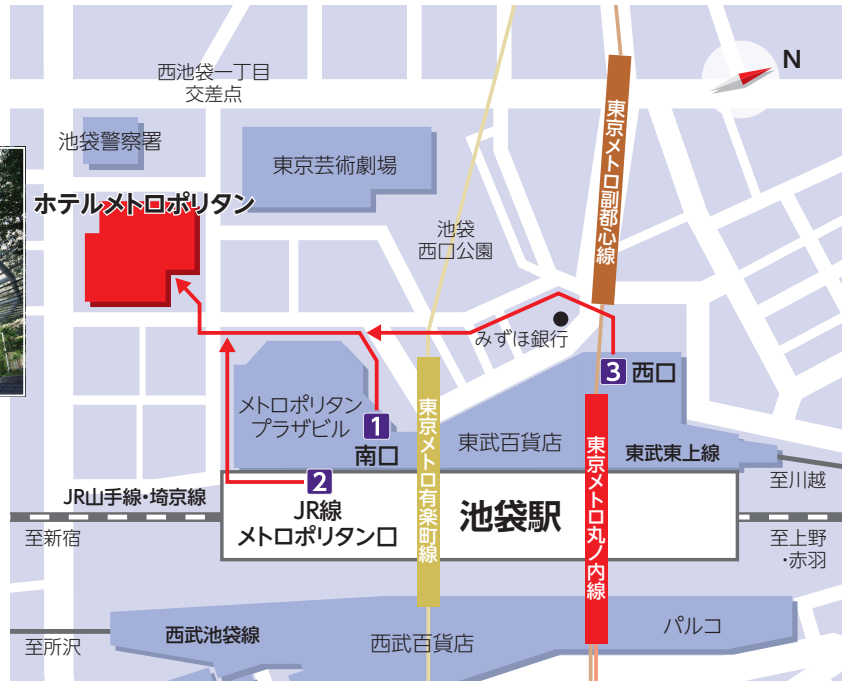 N
西池袋一丁目
交差点
池袋警察署
東京芸術劇場
東京メトロ副都心線
ホテルメトロポリタン
池袋
西口公園
みずほ銀行
3 西口
メトロポリタン
プラザビル
1
南口
東京メトロ有楽町線
東武百貨店
東京メトロ丸ノ内線
東武東上線
至川越
2
JR線
メトロポリタン口
池袋駅
JR山手線・埼京線
至新宿
至上野
・赤羽
至所沢
西武池袋線
西武百貨店
パルコ